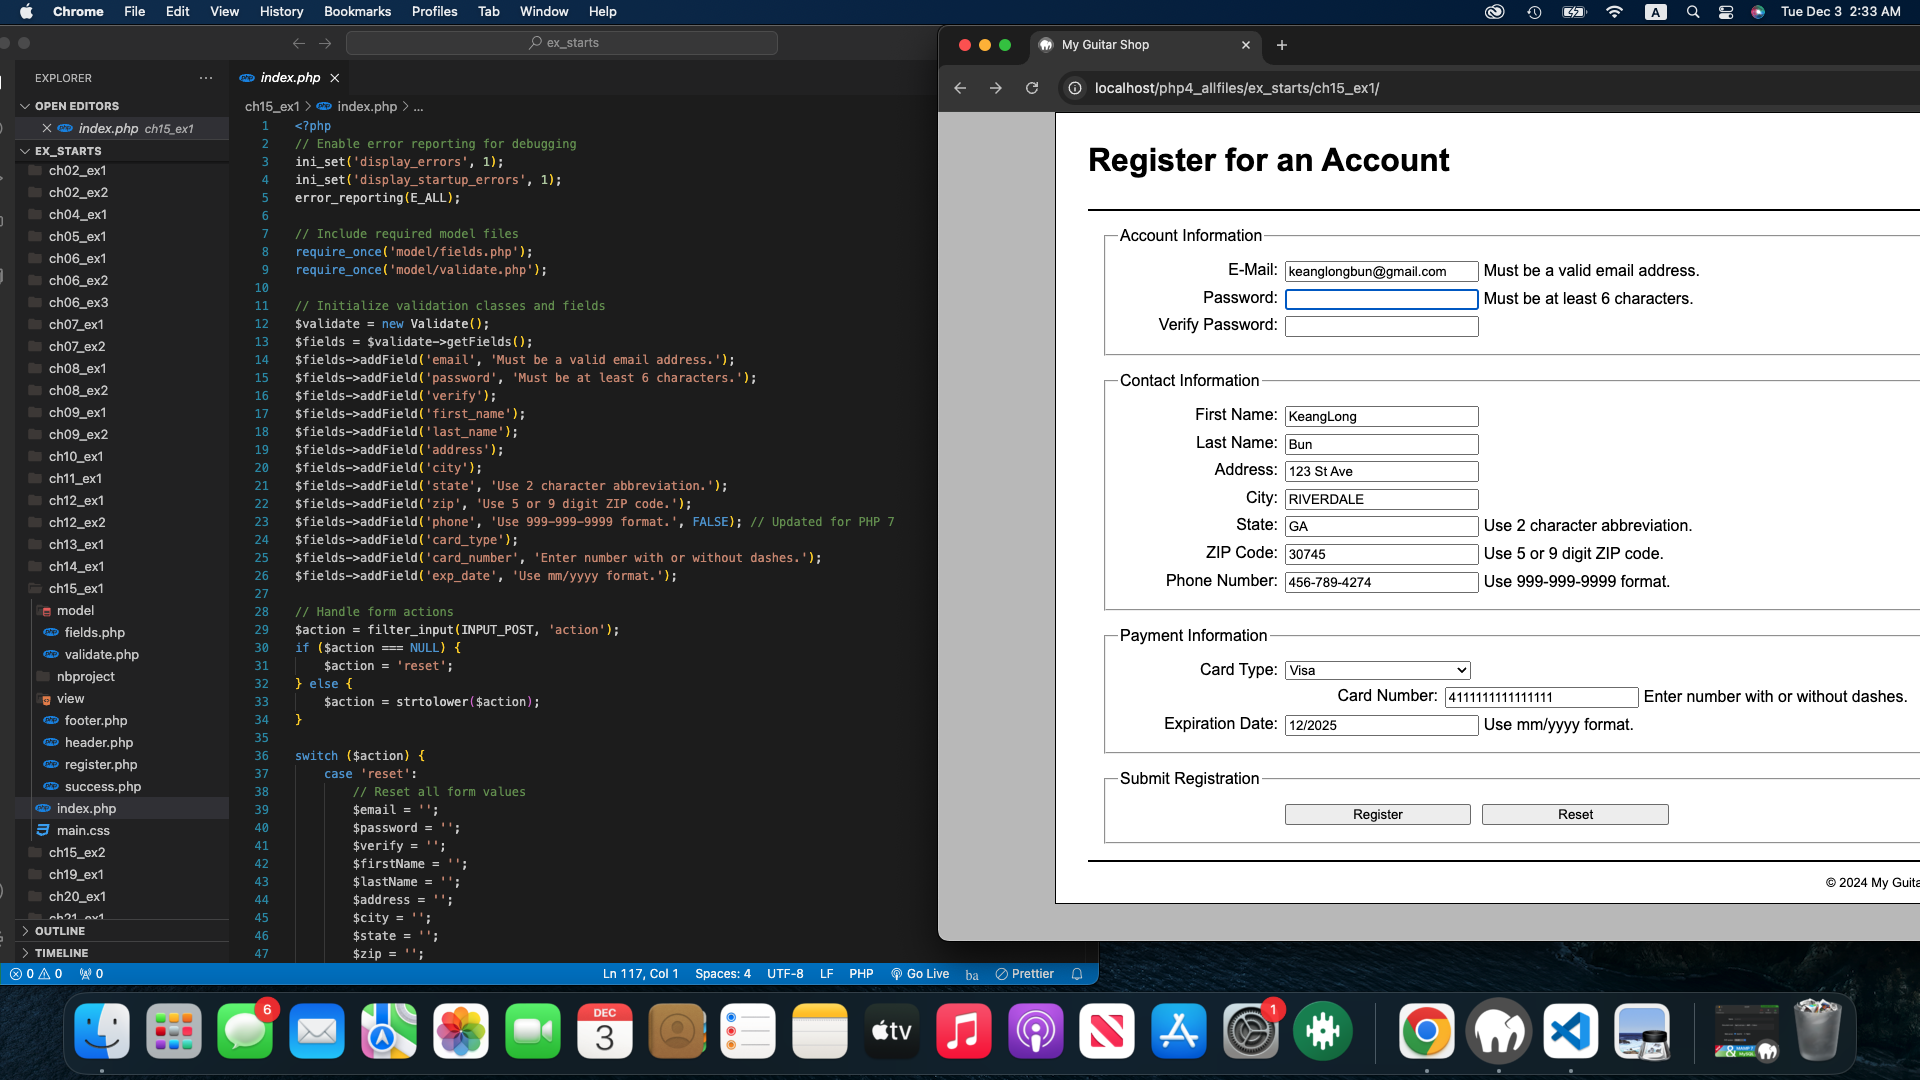 Chrome File Edit View History Bookmarks Profiles Tab Window Help A Tue Dec 3 2:33 AM
ex_starts
EXPLORER ...
OPEN EDITORS
index.php ch15_ex1
EX_STARTS
ch02_ex1
ch02_ex2
ch04_ex1
ch05_ex1
ch06_ex1
ch06_ex2
ch06_ex3
ch07_ex1
ch07_ex2
ch08_ex1
ch08_ex2
ch09_ex1
ch09_ex2
ch10_ex1
ch11_ex1
ch12_ex1
ch12_ex2
ch13_ex1
ch14_ex1
ch15_ex1
model
fields.php
validate.php
nbproject
view
footer.php
header.php
register.php
success.php
index.php
main.css
ch15_ex2
ch19_ex1
ch20_ex1
ch21_ex1
OUTLINE
TIMELINE
index.php
ch15_ex1 > index.php > ...
1 <?php
2 // Enable error reporting for debugging
3 ini_set('display_errors', 1);
4 ini_set('display_startup_errors', 1);
5 error_reporting(E_ALL);
6
7 // Include required model files
8 require_once('model/fields.php');
9 require_once('model/validate.php');
10
11 // Initialize validation classes and fields
12 $validate = new Validate();
13 $fields = $validate->getFields();
14 $fields->addField('email', 'Must be a valid email address.');
15 $fields->addField('password', 'Must be at least 6 characters.');
16 $fields->addField('verify');
17 $fields->addField('first_name');
18 $fields->addField('last_name');
19 $fields->addField('address');
20 $fields->addField('city');
21 $fields->addField('state', 'Use 2 character abbreviation.');
22 $fields->addField('zip', 'Use 5 or 9 digit ZIP code.');
23 $fields->addField('phone', 'Use 999-999-9999 format.', FALSE); // Updated for PHP 7
24 $fields->addField('card_type');
25 $fields->addField('card_number', 'Enter number with or without dashes.');
26 $fields->addField('exp_date', 'Use mm/yyyy format.');
27
28 // Handle form actions
29 $action = filter_input(INPUT_POST, 'action');
30 if ($action === NULL) {
31 $action = 'reset';
32 } else {
33 $action = strtolower($action);
34 }
35
36 switch ($action) {
37 case 'reset':
38 // Reset all form values
39 $email = '';
40 $password = '';
41 $verify = '';
42 $firstName = '';
43 $lastName = '';
44 $address = '';
45 $city = '';
46 $state = '';
47 $zip = '';
0 0 0 Ln 117, Col 1 Spaces: 4 UTF-8 LF PHP Go Live ba Prettier
My Guitar Shop
localhost/php4_allfiles/ex_starts/ch15_ex1/
Register for an Account
Account Information
E-Mail: keanglongbun@gmail.com Must be a valid email address.
Password: Must be at least 6 characters.
Verify Password:
Contact Information
First Name: KeangLong
Last Name: Bun
Address: 123 St Ave
City: RIVERDALE
State: GA Use 2 character abbreviation.
ZIP Code: 30745 Use 5 or 9 digit ZIP code.
Phone Number: 456-789-4274 Use 999-999-9999 format.
Payment Information
Card Type: Visa
Card Number: 4111111111111111 Enter number with or without dashes.
Expiration Date: 12/2025 Use mm/yyyy format.
Submit Registration
Register Reset
© 2024 My Guita
6 DEC 3 tv 1